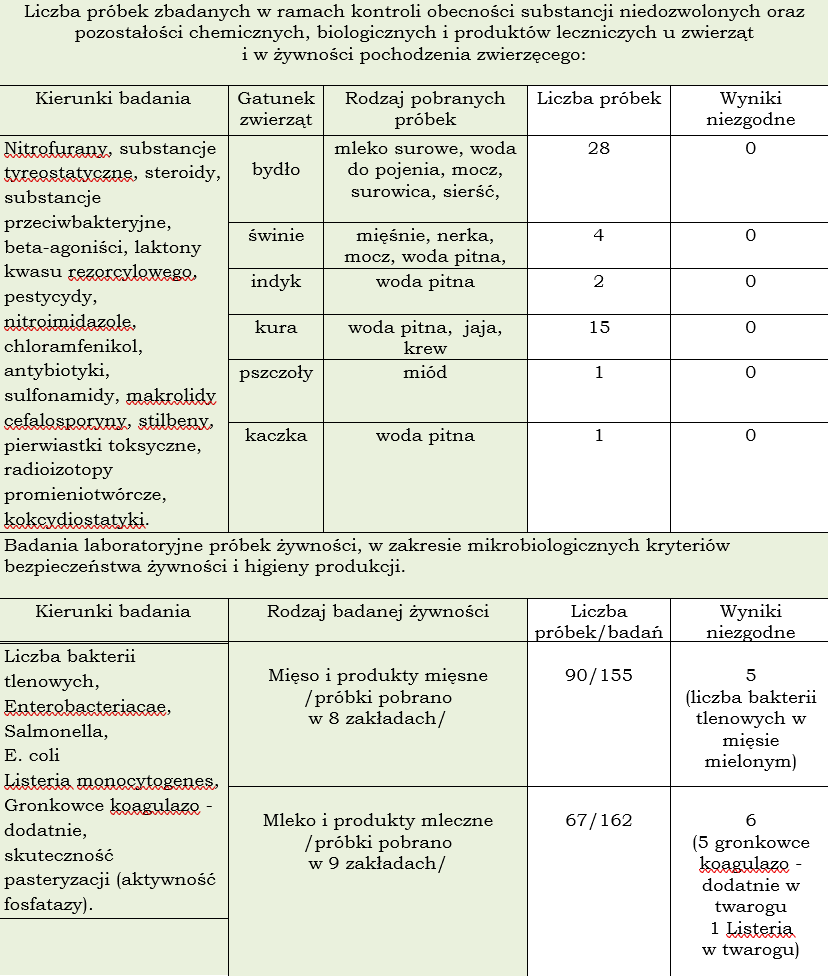 Liczba próbek zbadanych w ramach kontroli obecności substancji niedozwolonych oraz
pozostałości chemicznych, biologicznych i produktów leczniczych u zwierząt
i w żywności pochodzenia zwierzęcego:
Kierunki badania
Gatunek
zwierząt
Rodzaj pobranych
próbek
Liczba próbek
Wyniki
niezgodne
Nitrofurany, substancje
tyreostatyczne, steroidy,
substancje
przeciwbakteryjne,
beta-agoniści, laktony
kwasu rezorcylowego,
pestycydy,
nitroimidazole,
chloramfenikol,
antybiotyki,
sulfonamidy, makrolidy
cefalosporyny, stilbeny,
pierwiastki toksyczne,
radioizotopy
promieniotwórcze,
kokcydiostatyki.
bydło
mleko surowe, woda
do pojenia, mocz,
surowica, sierść,
28
0
świnie
mięśnie, nerka,
mocz, woda pitna,
4
0
indyk
woda pitna
2
0
kura
woda pitna, jaja,
krew
15
0
pszczoły
miód
1
0
kaczka
woda pitna
1
0
Badania laboratoryjne próbek żywności, w zakresie mikrobiologicznych kryteriów
bezpieczeństwa żywności i higieny produkcji.
Kierunki badania
Rodzaj badanej żywności
Liczba
próbek/badań
Wyniki
niezgodne
Liczba bakterii
tlenowych,
Enterobacteriacae,
Salmonella,
E. coli
Listeria monocytogenes,
Gronkowce koagulazo -
dodatnie,
skuteczność
pasteryzacji (aktywność
fosfatazy).
Mięso i produkty mięsne
/próbki pobrano
w 8 zakładach/
90/155
5
(liczba bakterii
tlenowych w
mięsie
mielonym)
Mleko i produkty mleczne
/próbki pobrano
w 9 zakładach/
67/162
6
(5 gronkowce
koagulazo -
dodatnie w
twarogu
1 Listeria
w twarogu)